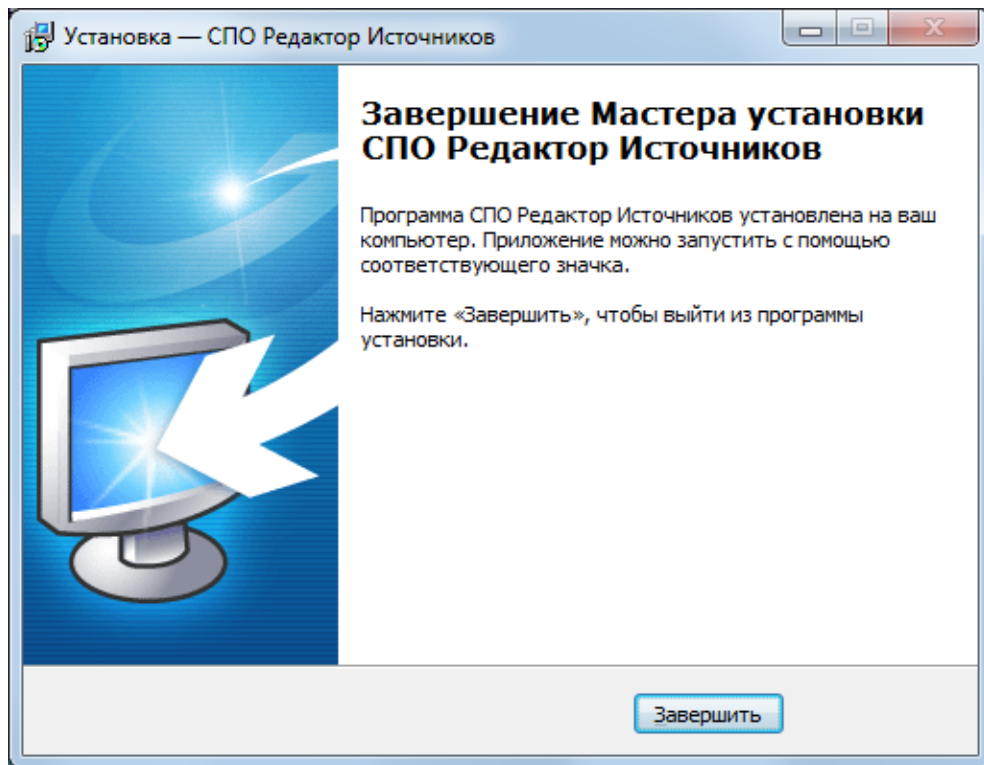 Установка — СПО Редактор Источников
Завершение Мастера установки
СПО Редактор Источников
Программа СПО Редактор Источников установлена на ваш
компьютер. Приложение можно запустить с помощью
соответствующего значка.
Нажмите «Завершить», чтобы выйти из программы
установки.
Завершить